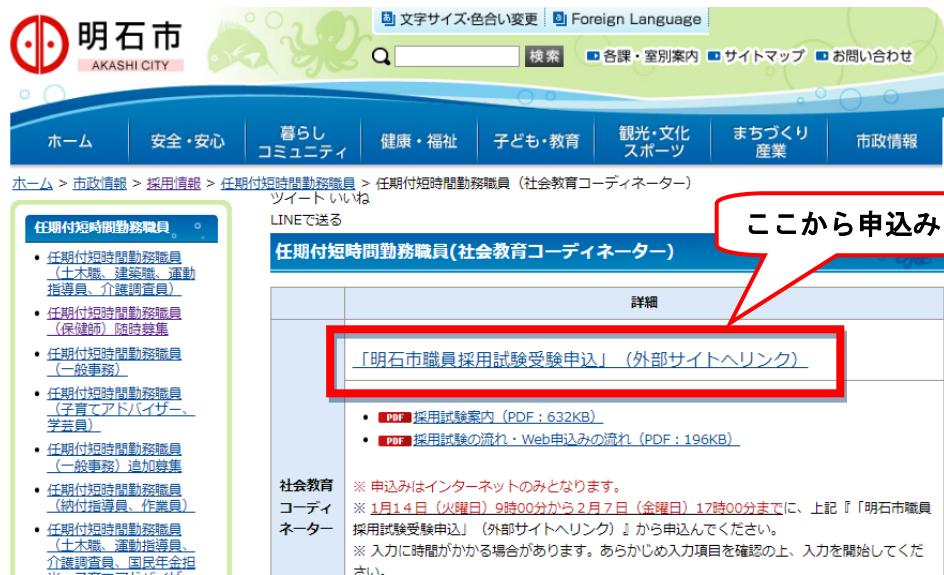 明石市
AKASHI CITY
文字サイズ・色合い変更
Foreign Language
検索
各課・室別案内
サイトマップ
お問い合わせ
ホーム
安全・安心
暮らし
コミュニティ
健康・福祉
子ども・教育
観光・文化
スポーツ
まちづくり
産業
市政情報
ホーム > 市政情報 > 採用情報 > 任期付短時間勤務職員 > 任期付短時間勤務職員（社会教育コーディネーター）
ツイート いいね
LINEで送る
ここから申込み
任期付短時間勤務職員
・任期付短時間勤務職員
（土木職、建築職、運動
指導員、介護調査員）
・任期付短時間勤務職員
（保健師）随時募集
・任期付短時間勤務職員
（一般事務）
・任期付短時間勤務職員
（子育てアドバイザー、
学芸員）
・任期付短時間勤務職員
（一般事務）追加募集
・任期付短時間勤務職員
（納付指導員、作業員）
・任期付短時間勤務職員
（土木職、運動指導員、
介護調査員、国民年金担
任期付短時間勤務職員(社会教育コーディネーター)
詳細
「明石市職員採用試験受験申込」（外部サイトへリンク）
・PDF 採用試験案内（PDF：632KB）
・PDF 採用試験の流れ・Web申込みの流れ（PDF：196KB）
社会教育
コーディ
ネーター
※ 申込みはインターネットのみとなります。
※ 1月14日（火曜日）9時00分から2月7日（金曜日）17時00分までに、上記『「明石市職員
採用試験受験申込」（外部サイトへリンク）』から申込んでください。
※ 入力に時間がかかる場合があります。あらかじめ入力項目を確認の上、入力を開始してくだ
さい。